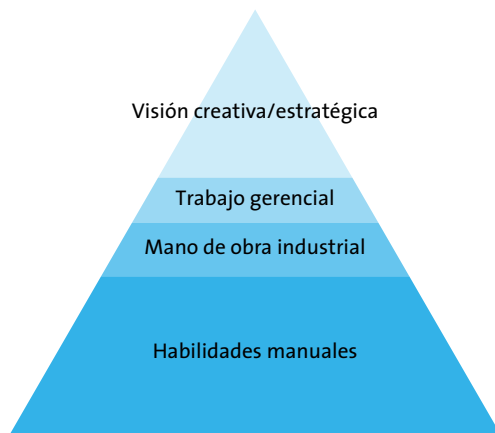 Visión creativa/estratégica
Trabajo gerencial
Mano de obra industrial
Habilidades manuales